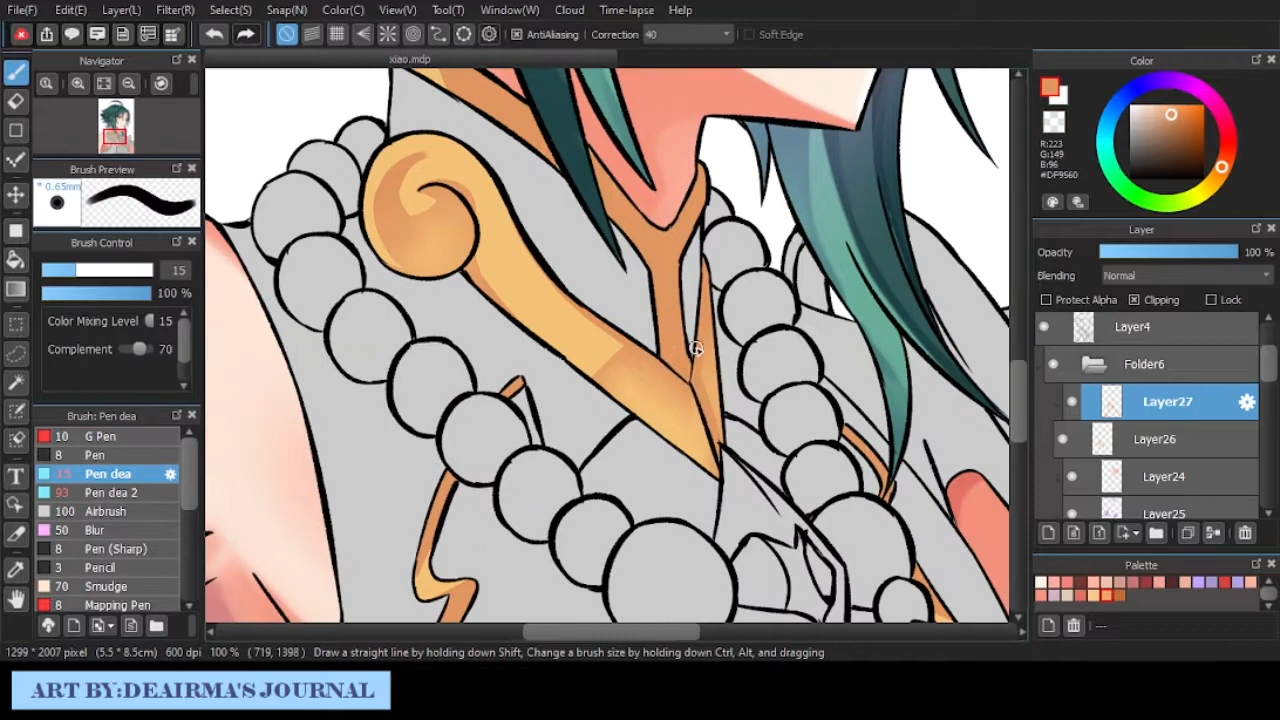 File(F) Edit(E) Layer(L) Filter(R) Select(S) Snap(N) Color(C) View(V) Tool(T) Window(W) Cloud Time-lapse Help
AntiAliasing Correction 40 Soft Edge
Navigator
xiao.mdp
Color
R:223
G:149
B:96
#DF9560
Brush Preview
* 0.65mm
Brush Control
15
100 %
Color Mixing Level 15
Complement 70
Layer
Opacity 100 %
Blending Normal
Protect Alpha Clipping Lock
Layer4
Folder6
Layer27
Layer26
Layer24
Layer25
Brush: Pen dea
10 G Pen
8 Pen
15 Pen dea
93 Pen dea 2
100 Airbrush
50 Blur
8 Pen (Sharp)
3 Pencil
70 Smudge
8 Mapping Pen
Palette
---
1299 * 2007 pixel (5.5 * 8.5cm) 600 dpi 100 % ( 719, 1398 ) Draw a straight line by holding down Shift, Change a brush size by holding down Ctrl, Alt, and dragging
ART BY:DEAIRMA'S JOURNAL